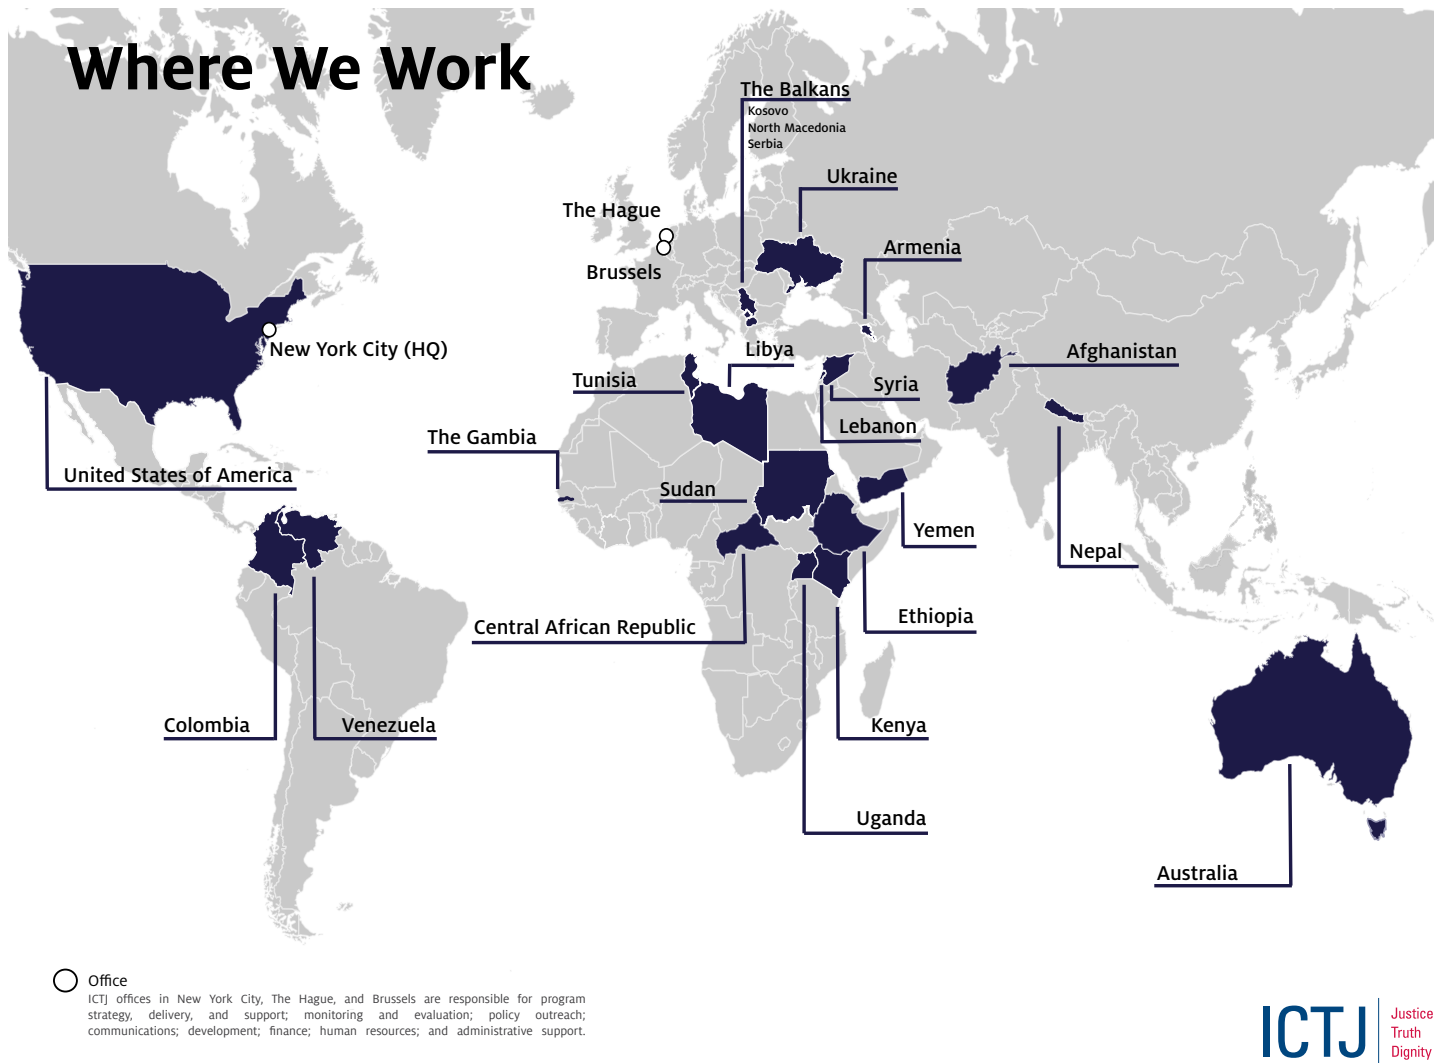 Where We Work
The Balkans
Kosovo
North Macedonia
Serbia
Ukraine
The Hague
Armenia
Brussels
New York City (HQ)
Libya
Afghanistan
Tunisia
Syria
Lebanon
The Gambia
United States of America
Sudan
Yemen
Nepal
Ethiopia
Central African Republic
Colombia
Venezuela
Kenya
Uganda
Australia
Office
ICTJ offices in New York City, The Hague, and Brussels are responsible for program
strategy, delivery, and support; monitoring and evaluation; policy outreach;
communications; development; finance; human resources; and administrative support.
ICTJ
Justice
Truth
Dignity